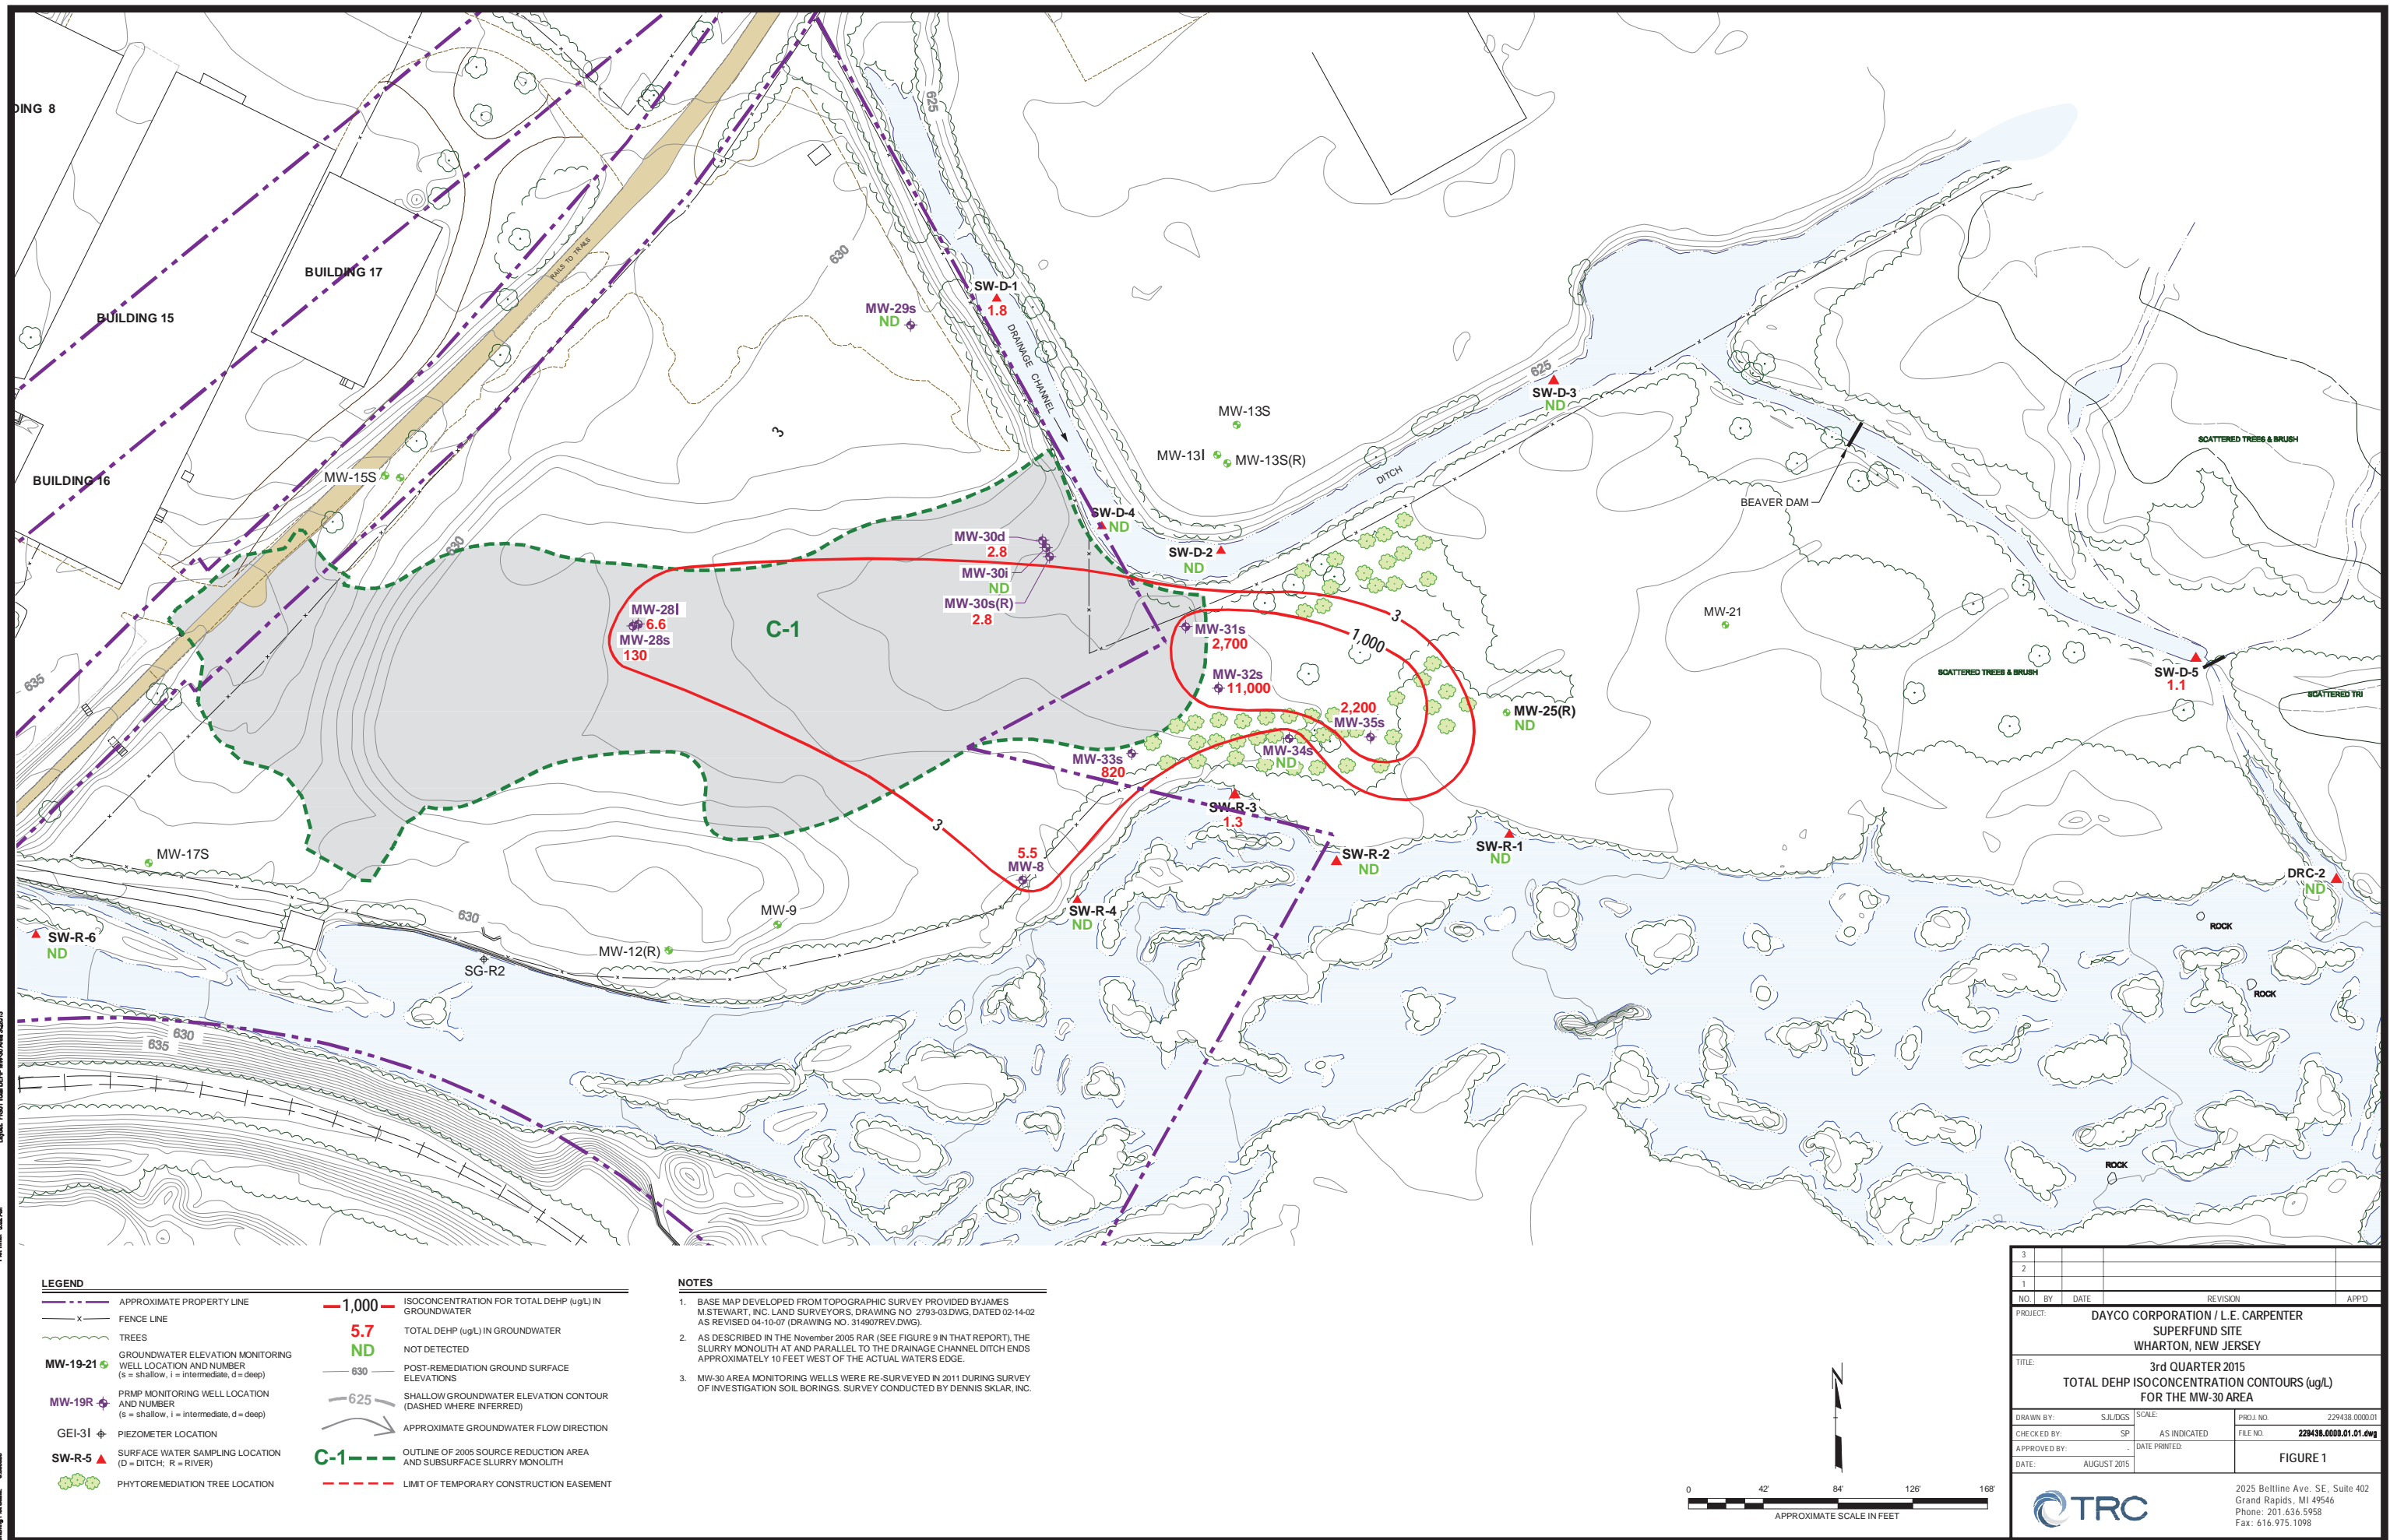 DING 8
BUILDING 17
BUILDING 15
BUILDING 16
RAILS TO TRAILS
625
630
MW-29s
ND
SW-D-1
1.8
DRAINAGE CHANNEL
MW-13S
MW-13I
MW-13S(R)
625
SW-D-3
ND
DITCH
BEAVER DAM
SCATTERED TREES & BRUSH
MW-15S
3
630
MW-30d
2.8
MW-30i
ND
MW-30s(R)
2.8
SW-D-4
ND
SW-D-2
ND
MW-28I
6.6
MW-28s
130
C-1
MW-31s
2,700
MW-32s
11,000
3
1,000
2,200
MW-35s
MW-34s
ND
MW-33s
820
MW-25(R)
ND
MW-21
SCATTERED TREES & BRUSH
SW-D-5
1.1
SCATTERED TRI
635
3
5.5
MW-8
SW-R-3
1.3
SW-R-2
ND
SW-R-1
ND
SW-R-4
ND
DRC-2
ND
MW-17S
MW-9
MW-12(R)
630
SG-R2
SW-R-6
ND
630
635
ROCK
ROCK
ROCK
LEGEND
APPROXIMATE PROPERTY LINE
FENCE LINE
TREES
MW-19-21 GROUNDWATER ELEVATION MONITORING
WELL LOCATION AND NUMBER
(s = shallow, i = intermediate, d = deep)
MW-19R PRMP MONITORING WELL LOCATION
AND NUMBER
(s = shallow, i = intermediate, d = deep)
GEI-3I PIEZOMETER LOCATION
SW-R-5 SURFACE WATER SAMPLING LOCATION
(D = DITCH; R = RIVER)
PHYTOREMEDIATION TREE LOCATION
1,000 ISOCONCENTRATION FOR TOTAL DEHP (ug/L) IN
GROUNDWATER
5.7 TOTAL DEHP (ug/L) IN GROUNDWATER
ND NOT DETECTED
630 POST-REMEDIATION GROUND SURFACE
ELEVATIONS
625 SHALLOW GROUNDWATER ELEVATION CONTOUR
(DASHED WHERE INFERRED)
APPROXIMATE GROUNDWATER FLOW DIRECTION
C-1 OUTLINE OF 2005 SOURCE REDUCTION AREA
AND SUBSURFACE SLURRY MONOLITH
LIMIT OF TEMPORARY CONSTRUCTION EASEMENT
NOTES
1. BASE MAP DEVELOPED FROM TOPOGRAPHIC SURVEY PROVIDED BYJAMES
M.STEWART, INC. LAND SURVEYORS, DRAWING NO 2793-03.DWG, DATED 02-14-02
AS REVISED 04-10-07 (DRAWING NO. 314907REV.DWG).
2. AS DESCRIBED IN THE November 2005 RAR (SEE FIGURE 9 IN THAT REPORT), THE
SLURRY MONOLITH AT AND PARALLEL TO THE DRAINAGE CHANNEL DITCH ENDS
APPROXIMATELY 10 FEET WEST OF THE ACTUAL WATERS EDGE.
3. MW-30 AREA MONITORING WELLS WERE RE-SURVEYED IN 2011 DURING SURVEY
OF INVESTIGATION SOIL BORINGS. SURVEY CONDUCTED BY DENNIS SKLAR, INC.
N
0 42' 84' 126' 168'
APPROXIMATE SCALE IN FEET
3
2
1
NO. BY DATE REVISION APP'D
PROJECT: DAYCO CORPORATION / L.E. CARPENTER
SUPERFUND SITE
WHARTON, NEW JERSEY
TITLE: 3rd QUARTER 2015
TOTAL DEHP ISOCONCENTRATION CONTOURS (ug/L)
FOR THE MW-30 AREA
DRAWN BY: SJL/DGS SCALE: PROJ. NO. 229438.0000.01
CHECKED BY: SP AS INDICATED FILE NO. 229438.0000.01.01.dwg
APPROVED BY: - DATE PRINTED:
DATE: AUGUST 2015
FIGURE 1
TRC
2025 Beltline Ave. SE, Suite 402
Grand Rapids, MI 49546
Phone: 201.636.5958
Fax: 616.975.1098